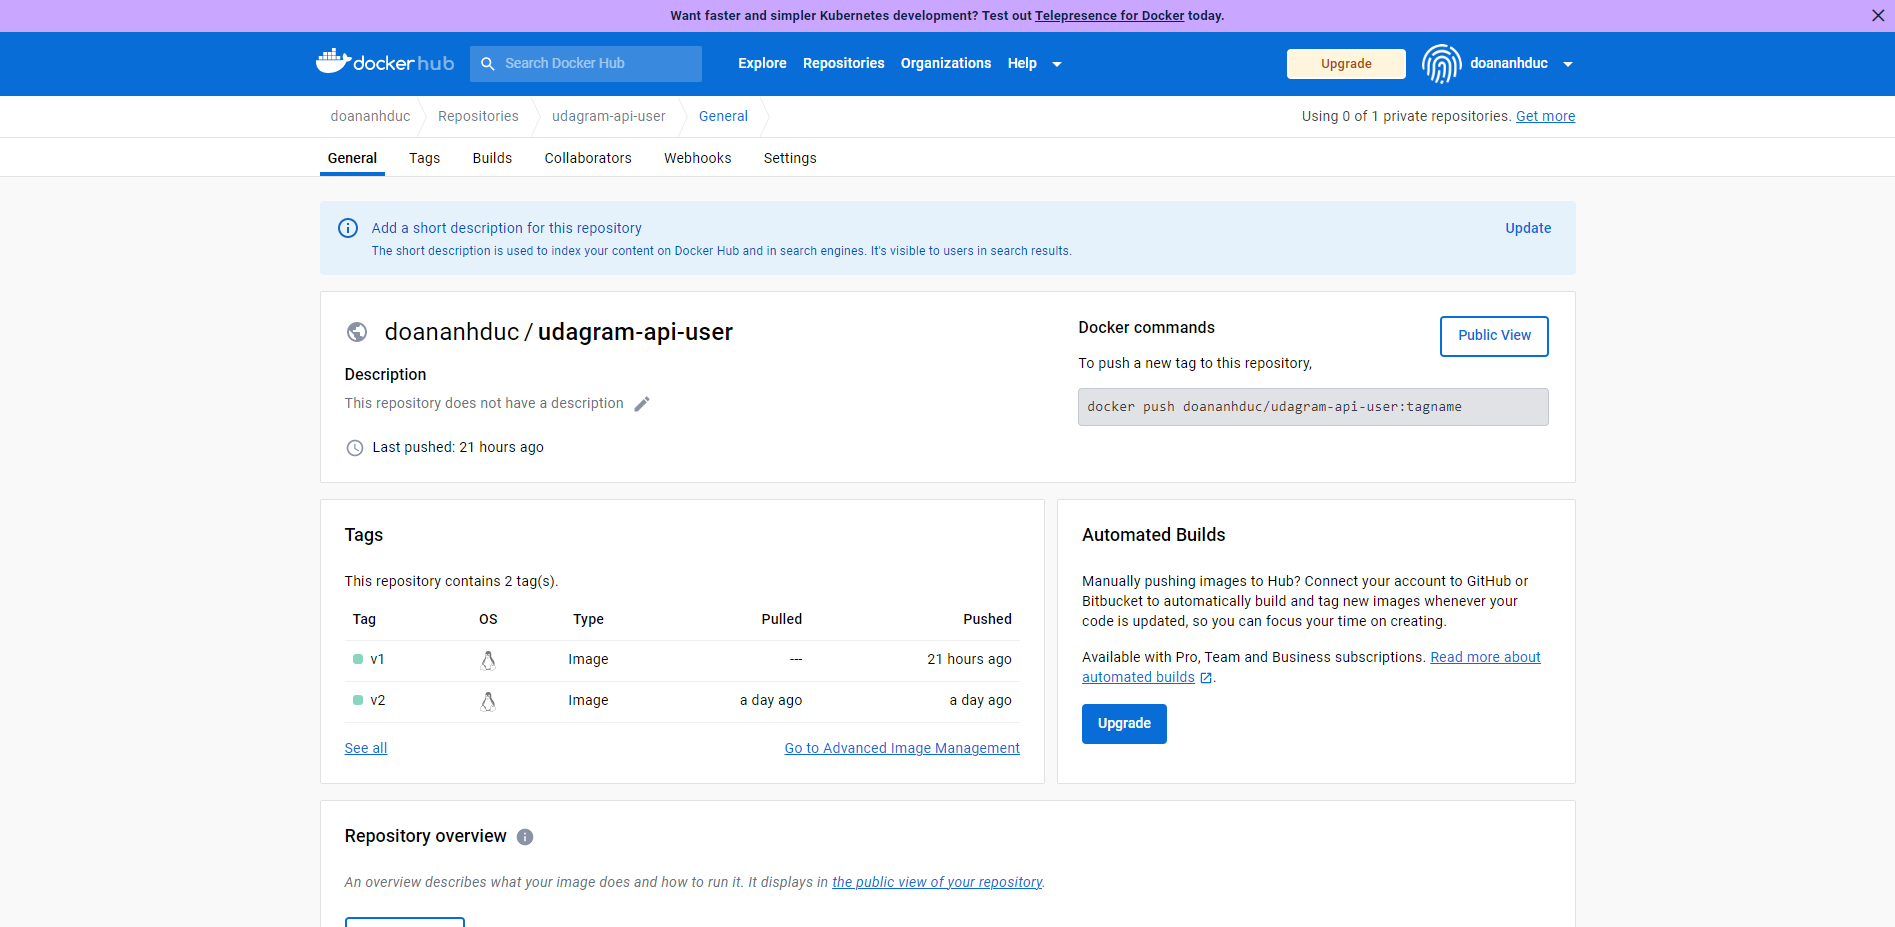 Want faster and simpler Kubernetes development? Test out Telepresence for Docker today.
docker hub
Search Docker Hub
Explore
Repositories
Organizations
Help
Upgrade
doananhduc
doananhduc
Repositories
udagram-api-user
General
Using 0 of 1 private repositories. Get more
General
Tags
Builds
Collaborators
Webhooks
Settings
Add a short description for this repository
Update
The short description is used to index your content on Docker Hub and in search engines. It's visible to users in search results.
doananhduc / udagram-api-user
Description
This repository does not have a description
Last pushed: 21 hours ago
Docker commands
Public View
To push a new tag to this repository,
docker push doananhduc/udagram-api-user:tagname
Tags
This repository contains 2 tag(s).
Tag OS Type Pulled Pushed
v1 Image --- 21 hours ago
v2 Image a day ago a day ago
See all
Go to Advanced Image Management
Automated Builds
Manually pushing images to Hub? Connect your account to GitHub or
Bitbucket to automatically build and tag new images whenever your
code is updated, so you can focus your time on creating.
Available with Pro, Team and Business subscriptions. Read more about
automated builds.
Upgrade
Repository overview
An overview describes what your image does and how to run it. It displays in the public view of your repository.